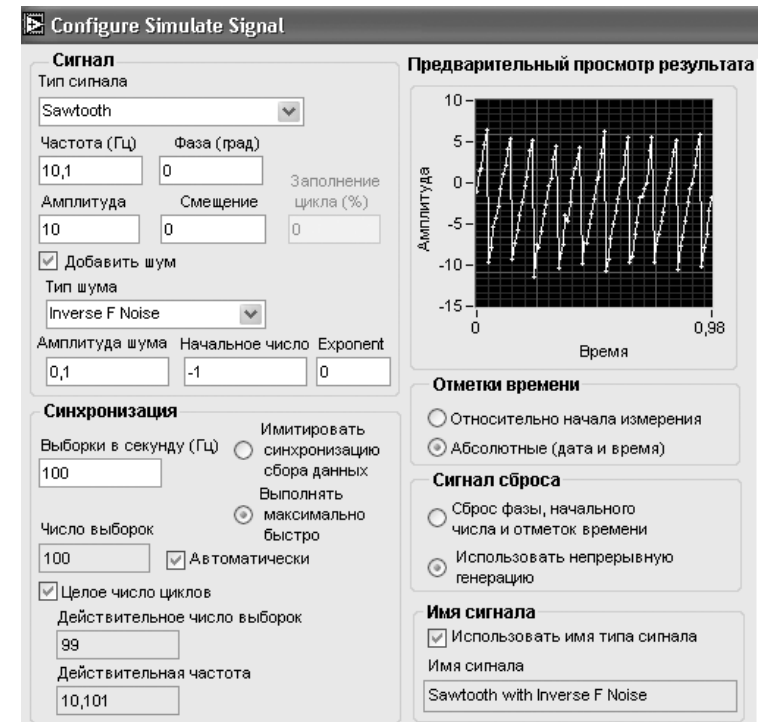 Configure Simulate Signal
Сигнал
Тип сигнала
Sawtooth
Частота (Гц)
Фаза (град)
10,1
0
Заполнение
цикла (%)
Амплитуда
Смещение
10
0
0
Добавить шум
Тип шума
Inverse F Noise
Амплитуда шума
Начальное число
Exponent
0,1
-1
0
Синхронизация
Выборки в секунду (Гц)
100
Имитировать
синхронизацию
сбора данных
Выполнять
максимально
быстро
Число выборок
100
Автоматически
Целое число циклов
Действительное число выборок
99
Действительная частота
10,101
Предварительный просмотр результата
Амплитуда
10
5
0
-5
-10
-15
0
0,98
Время
Отметки времени
Относительно начала измерения
Абсолютные (дата и время)
Сигнал сброса
Сброс фазы, начального
числа и отметок времени
Использовать непрерывную
генерацию
Имя сигнала
Использовать имя типа сигнала
Имя сигнала
Sawtooth with Inverse F Noise